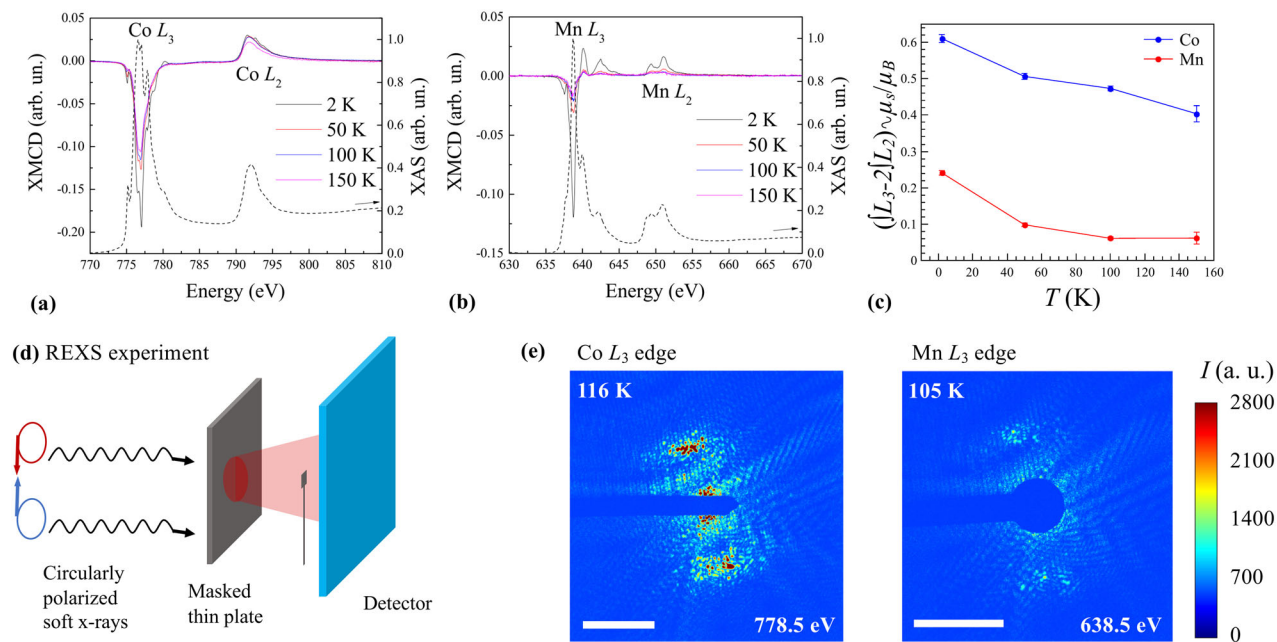 0.05
0.00
-0.05
-0.10
-0.15
-0.20
XMCD (arb. un.)
Co L3
Co L2
2 K
50 K
100 K
150 K
1.0
0.8
0.6
0.4
0.2
0.0
XAS (arb. un.)
770 775 780 785 790 795 800 805 810
Energy (eV)
(a)
0.05
0.00
-0.05
-0.10
-0.15
XMCD (arb. un.)
Mn L3
Mn L2
2 K
50 K
100 K
150 K
1.0
0.8
0.6
0.4
0.2
0.0
XAS (arb. un.)
630 635 640 645 650 655 660 665 670
Energy (eV)
(b)
0.6
0.5
0.4
0.3
0.2
0.1
0.0
(∫L3-2∫L2)~μs/μB
Co
Mn
0 20 40 60 80 100 120 140 160
T (K)
(c)
(d) REXS experiment
Circularly
polarized
soft x-rays
Masked
thin plate
Detector
(e)
Co L3 edge
116 K
778.5 eV
Mn L3 edge
105 K
638.5 eV
I (a. u.)
2800
2100
1400
700
0